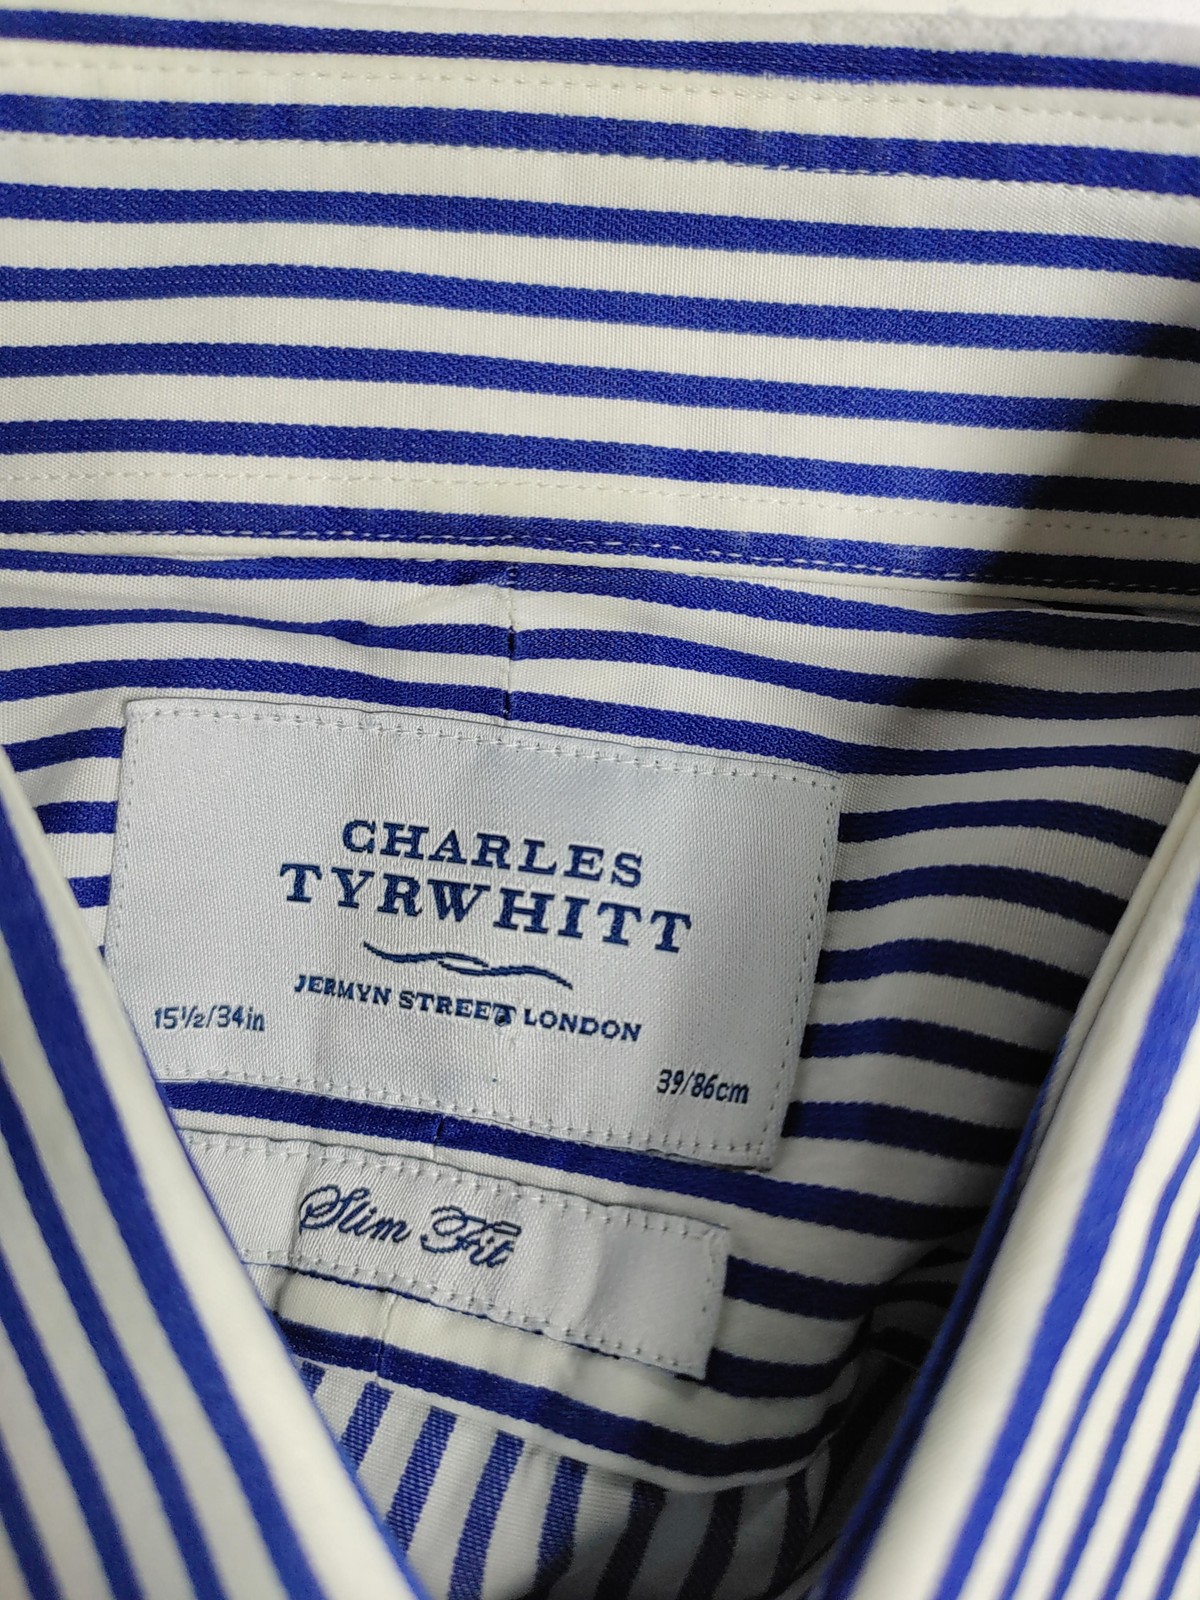 CHARLES
TYRWHITT
JERMYN STREET LONDON
15½/34in
39/86cm
Slim Fit